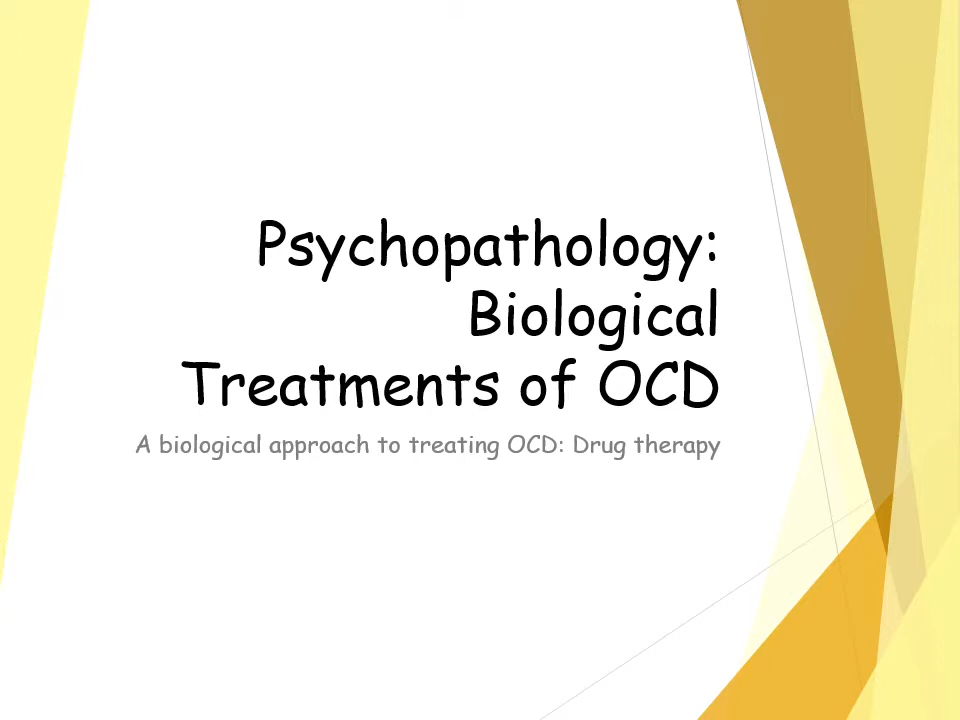 Psychopathology:
Biological
Treatments of OCD
A biological approach to treating OCD: Drug therapy